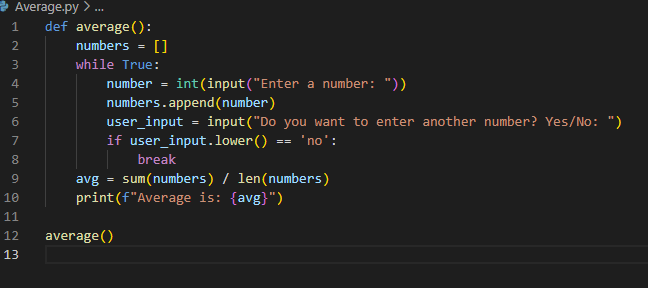 Average.py > ...
1 def average():
2     numbers = []
3     while True:
4         number = int(input("Enter a number: "))
5         numbers.append(number)
6         user_input = input("Do you want to enter another number? Yes/No: ")
7         if user_input.lower() == 'no':
8             break
9     avg = sum(numbers) / len(numbers)
10     print(f"Average is: {avg}")
11
12 average()
13